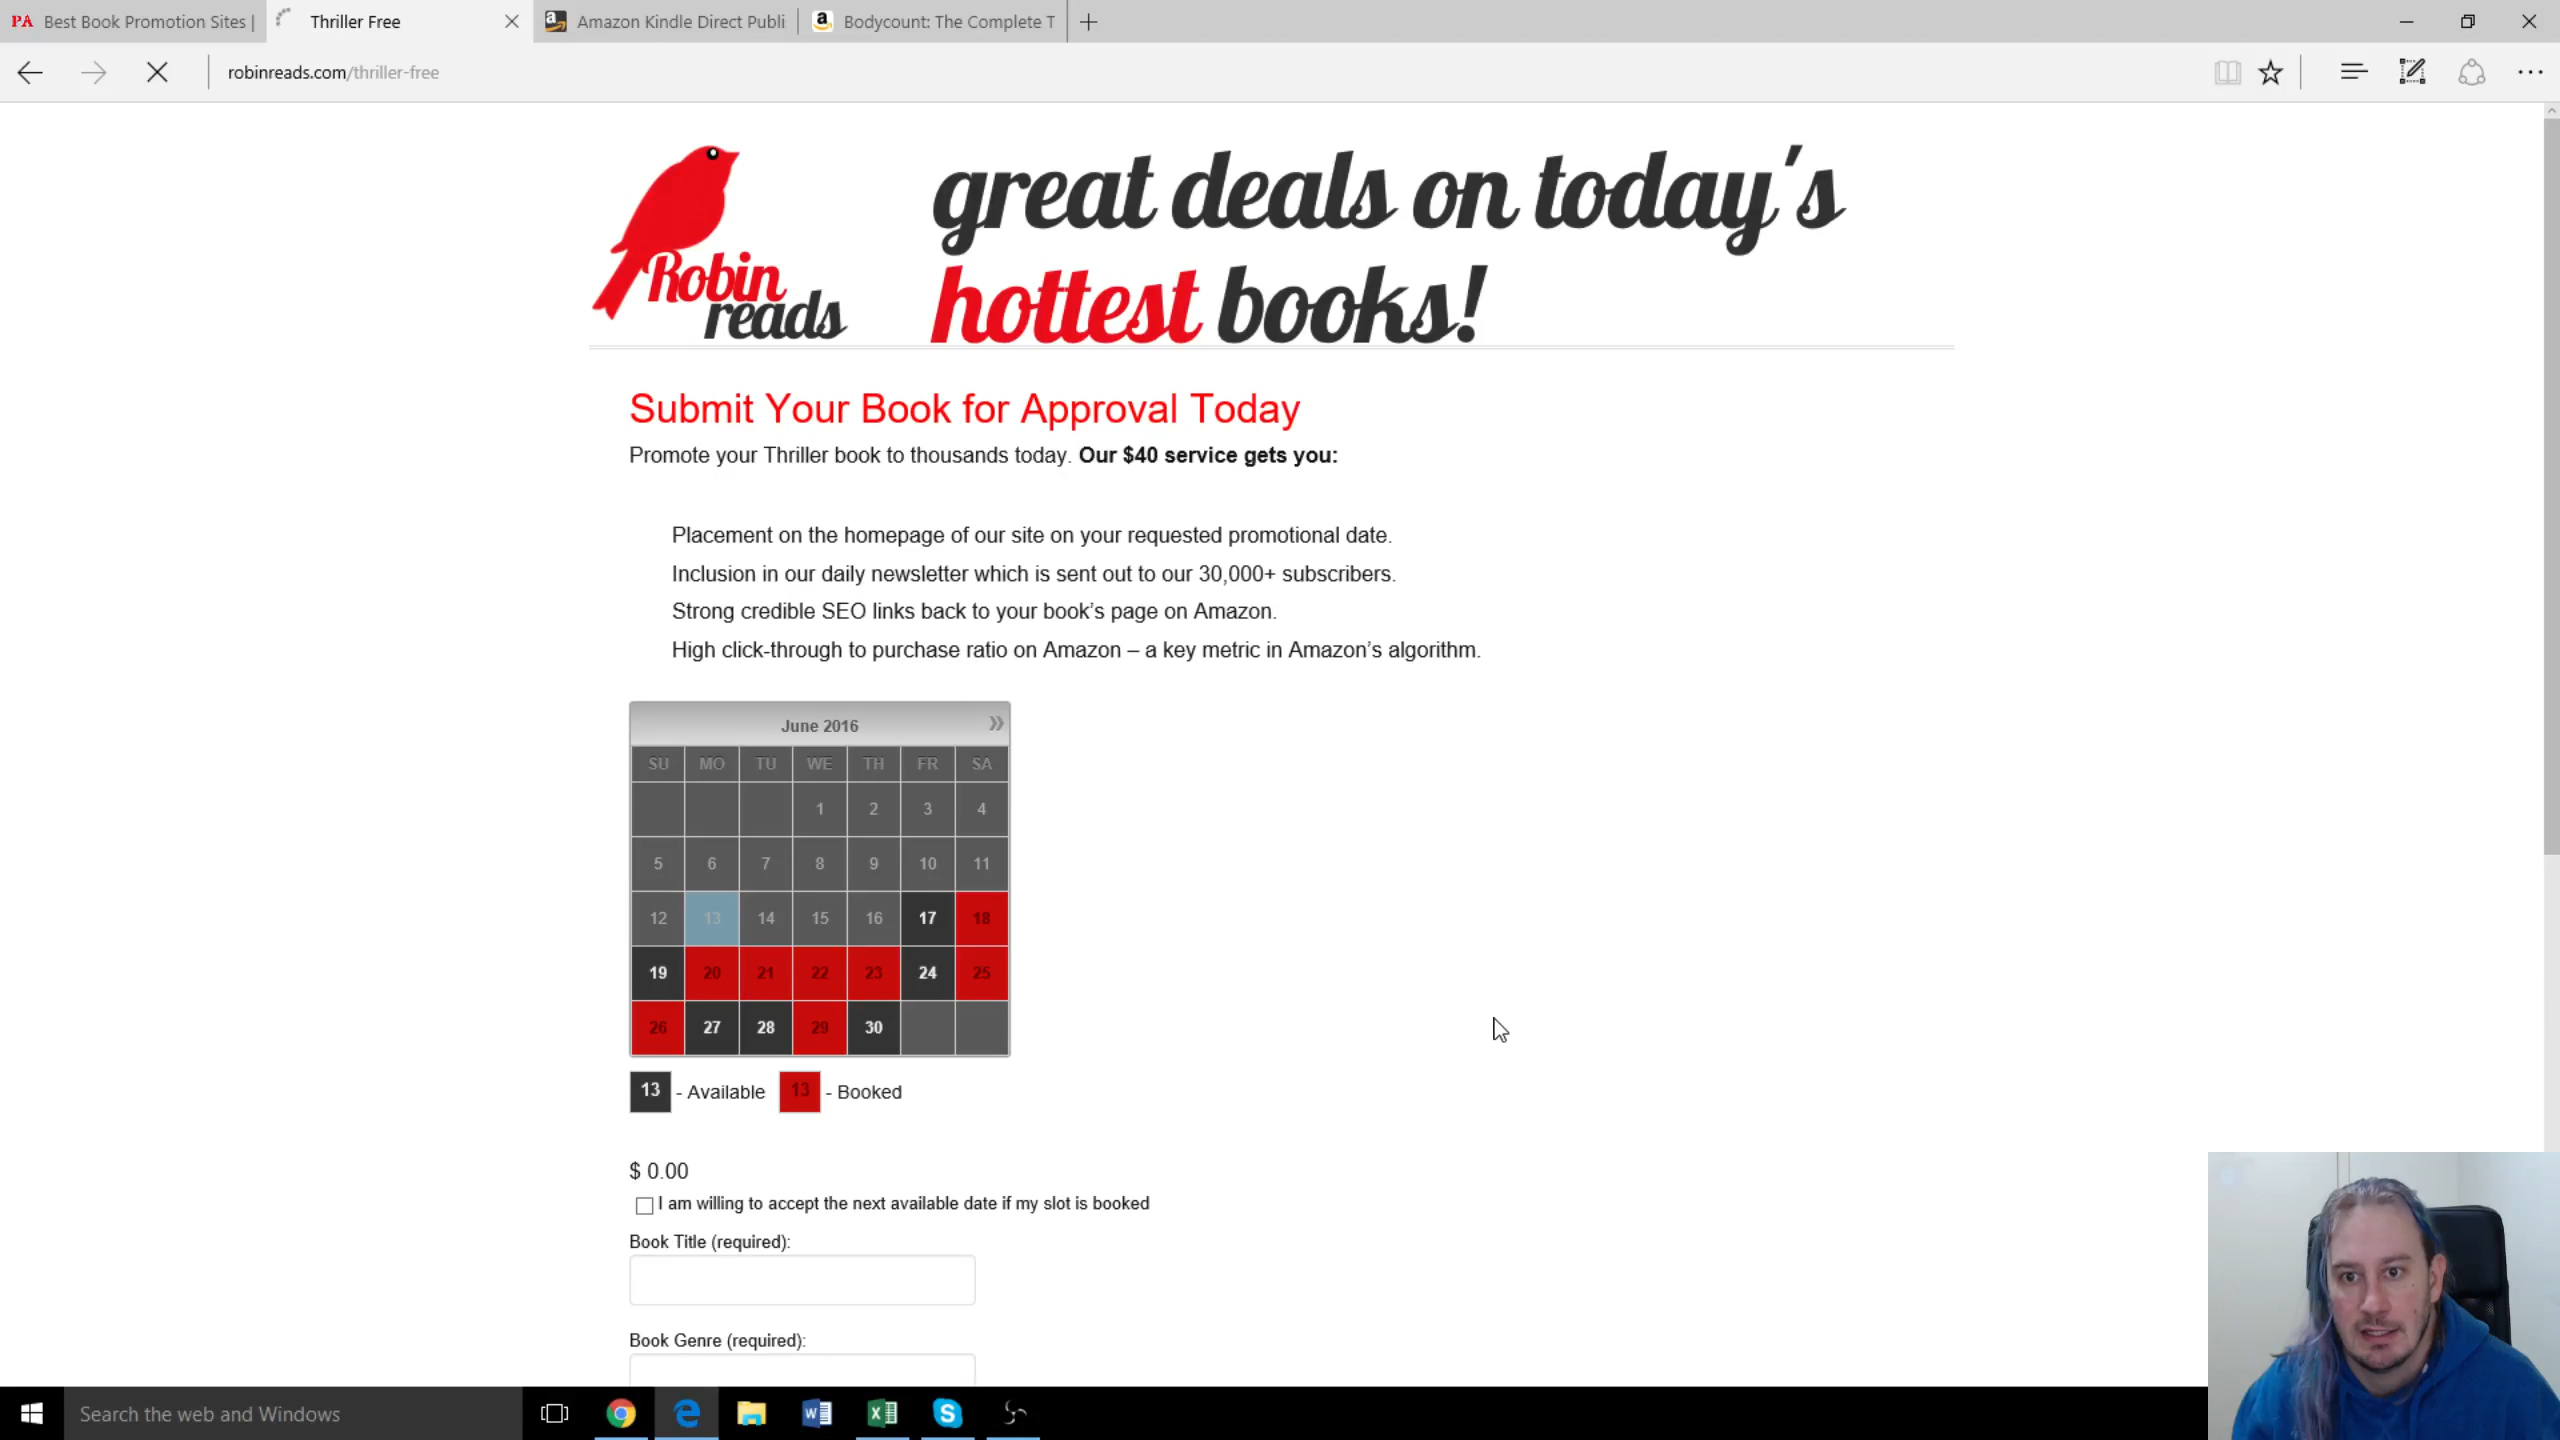 PA Best Book Promotion Sites |
Thriller Free
Amazon Kindle Direct Publi
Bodycount: The Complete T
robinreads.com/thriller-free
Robin
reads
great deals on today's
hottest books!
Submit Your Book for Approval Today
Promote your Thriller book to thousands today. Our $40 service gets you:
Placement on the homepage of our site on your requested promotional date.
Inclusion in our daily newsletter which is sent out to our 30,000+ subscribers.
Strong credible SEO links back to your book's page on Amazon.
High click-through to purchase ratio on Amazon – a key metric in Amazon's algorithm.
June 2016 »
SU MO TU WE TH FR SA
1 2 3 4
5 6 7 8 9 10 11
12 13 14 15 16 17 18
19 20 21 22 23 24 25
26 27 28 29 30
13 - Available 13 - Booked
$ 0.00
I am willing to accept the next available date if my slot is booked
Book Title (required):
Book Genre (required):
Search the web and Windows